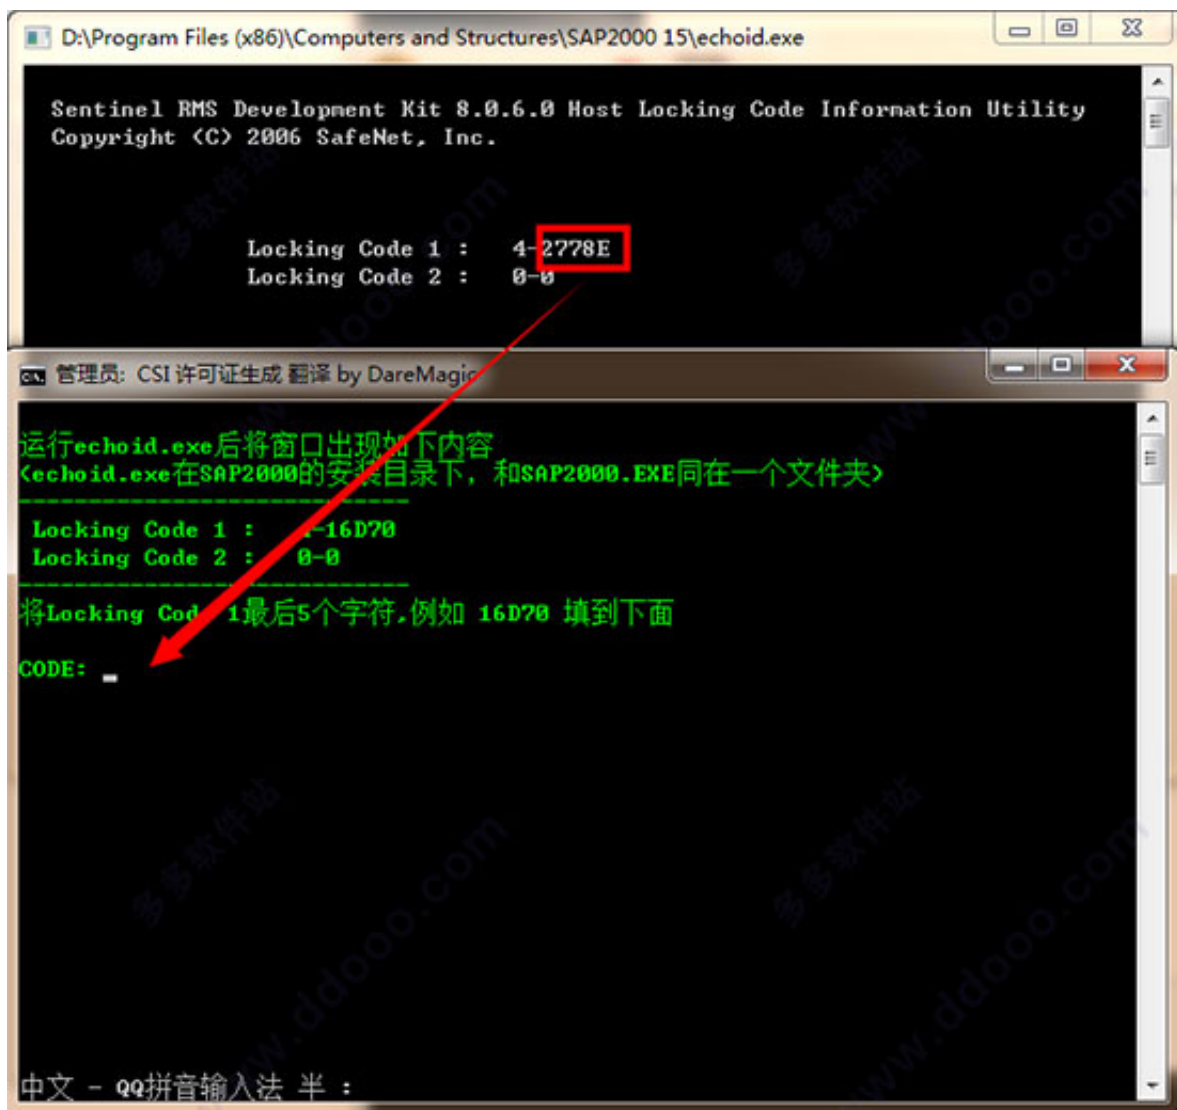 D:\Program Files (x86)\Computers and Structures\SAP2000 15\echoid.exe
Sentinel RMS Development Kit 8.0.6.0 Host Locking Code Information Utility
Copyright (C) 2006 SafeNet, Inc.
Locking Code 1 : 4-2778E
Locking Code 2 : 0-0
管理员: CSI 许可证生成 翻译 by DareMagic
运行echoid.exe后将窗口出现如下内容
<echoid.exe在SAP2000的安装目录下，和SAP2000.EXE同在一个文件夹>
-----------------------------
Locking Code 1 : -16D70
Locking Code 2 : 0-0
-----------------------------
将Locking Cod 1最后5个字符,例如 16D70 填到下面
CODE: _
中文 - QQ拼音输入法 半 :
多多软件站
www.ddooo.com